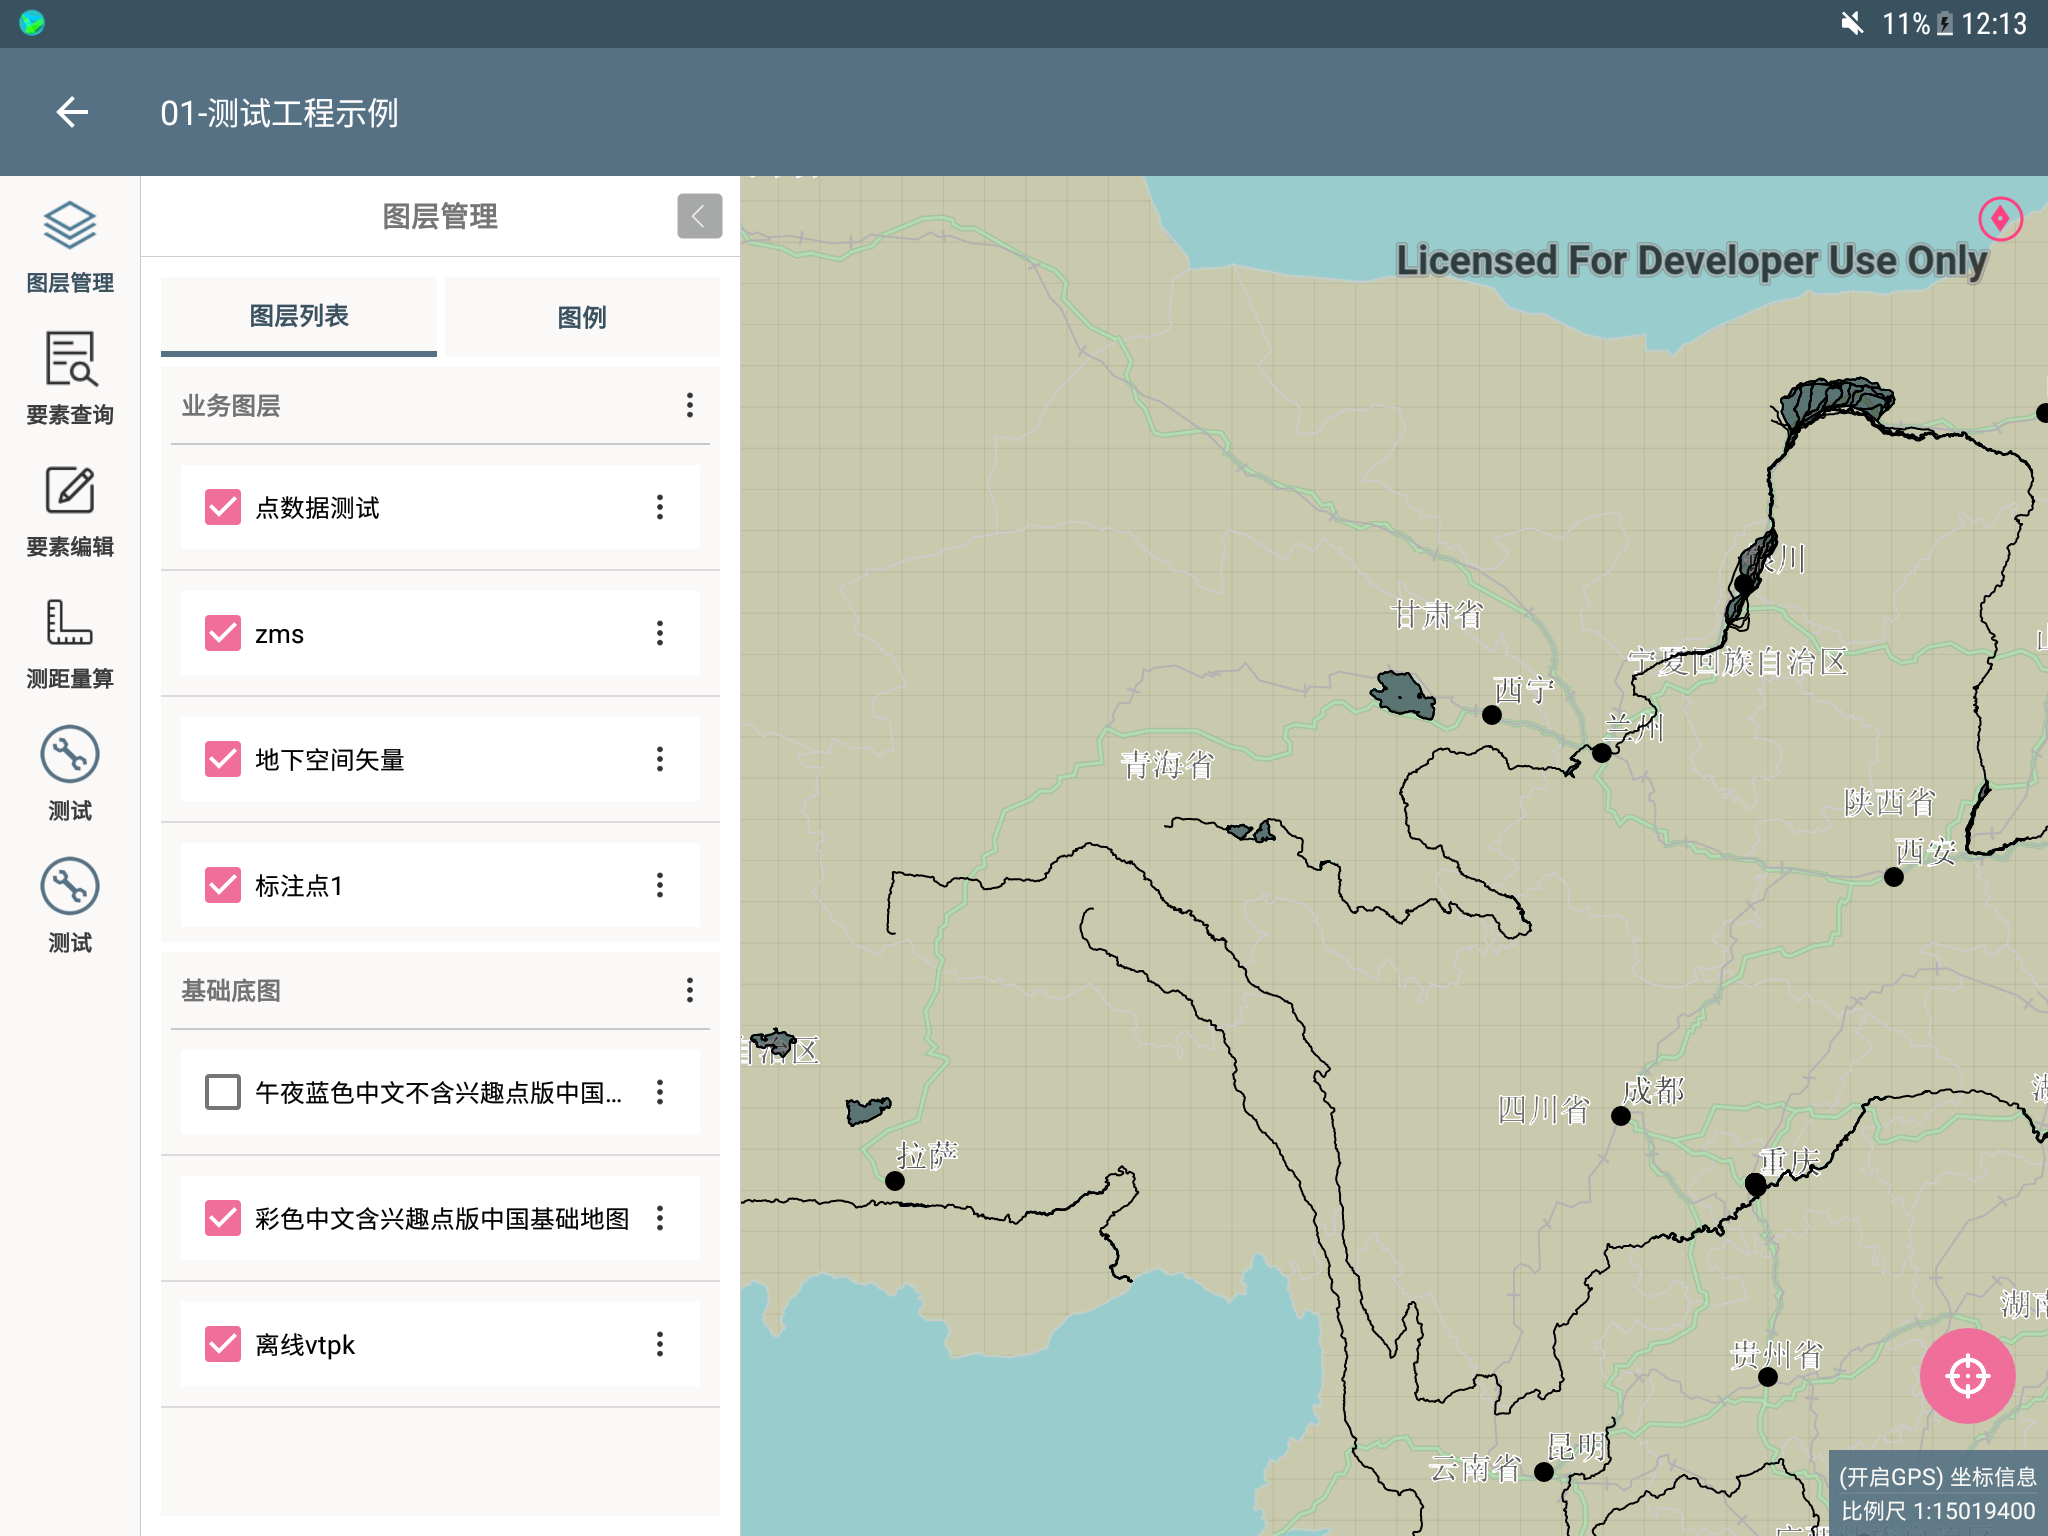 11% 12:13
01-测试工程示例
图层管理
要素查询
要素编辑
测距量算
测试
测试
图层管理
图层列表
图例
业务图层
点数据测试
zms
地下空间矢量
标注点1
基础底图
午夜蓝色中文不含兴趣点版中国...
彩色中文含兴趣点版中国基础地图
离线vtpk
Licensed For Developer Use Only
川
甘肃省
宁夏回族自治区
西宁
兰州
青海省
陕西省
西安
自治区
成都
四川省
拉萨
重庆
湖南
贵州省
昆明
云南省
(开启GPS) 坐标信息
比例尺 1:15019400